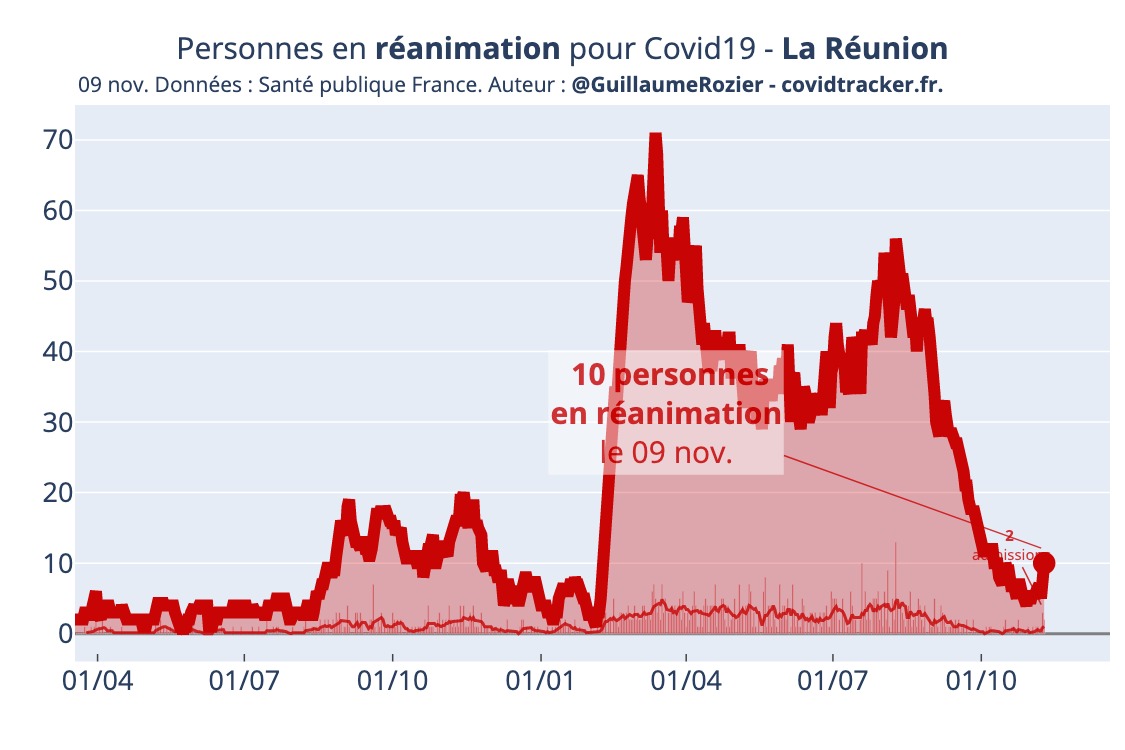 Personnes en réanimation pour Covid19 - La Réunion
09 nov. Données : Santé publique France. Auteur : @GuillaumeRozier - covidtracker.fr.
70
60
50
40
30
20
10
0
10 personnes
en réanimation
le 09 nov.
2
admission
01/04
01/07
01/10
01/01
01/04
01/07
01/10